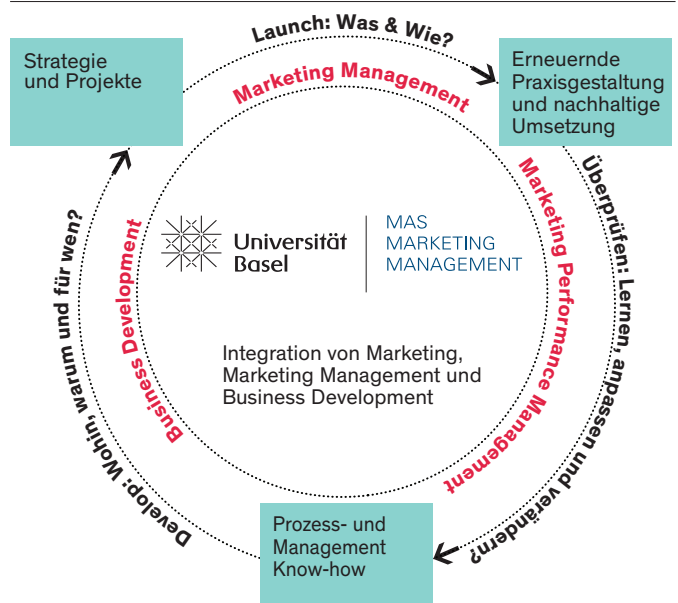 Launch: Was & Wie?
Marketing Management
Strategie
und Projekte
Erneuernde
Praxisgestaltung
und nachhaltige
Umsetzung
Überprüfen: Lernen, anpassen und verändern?
Marketing Performance Management
Develop: Wohin, warum und für wen?
Business Development
Universität
Basel
MAS
MARKETING
MANAGEMENT
Integration von Marketing,
Marketing Management und
Business Development
Prozess- und
Management
Know-how